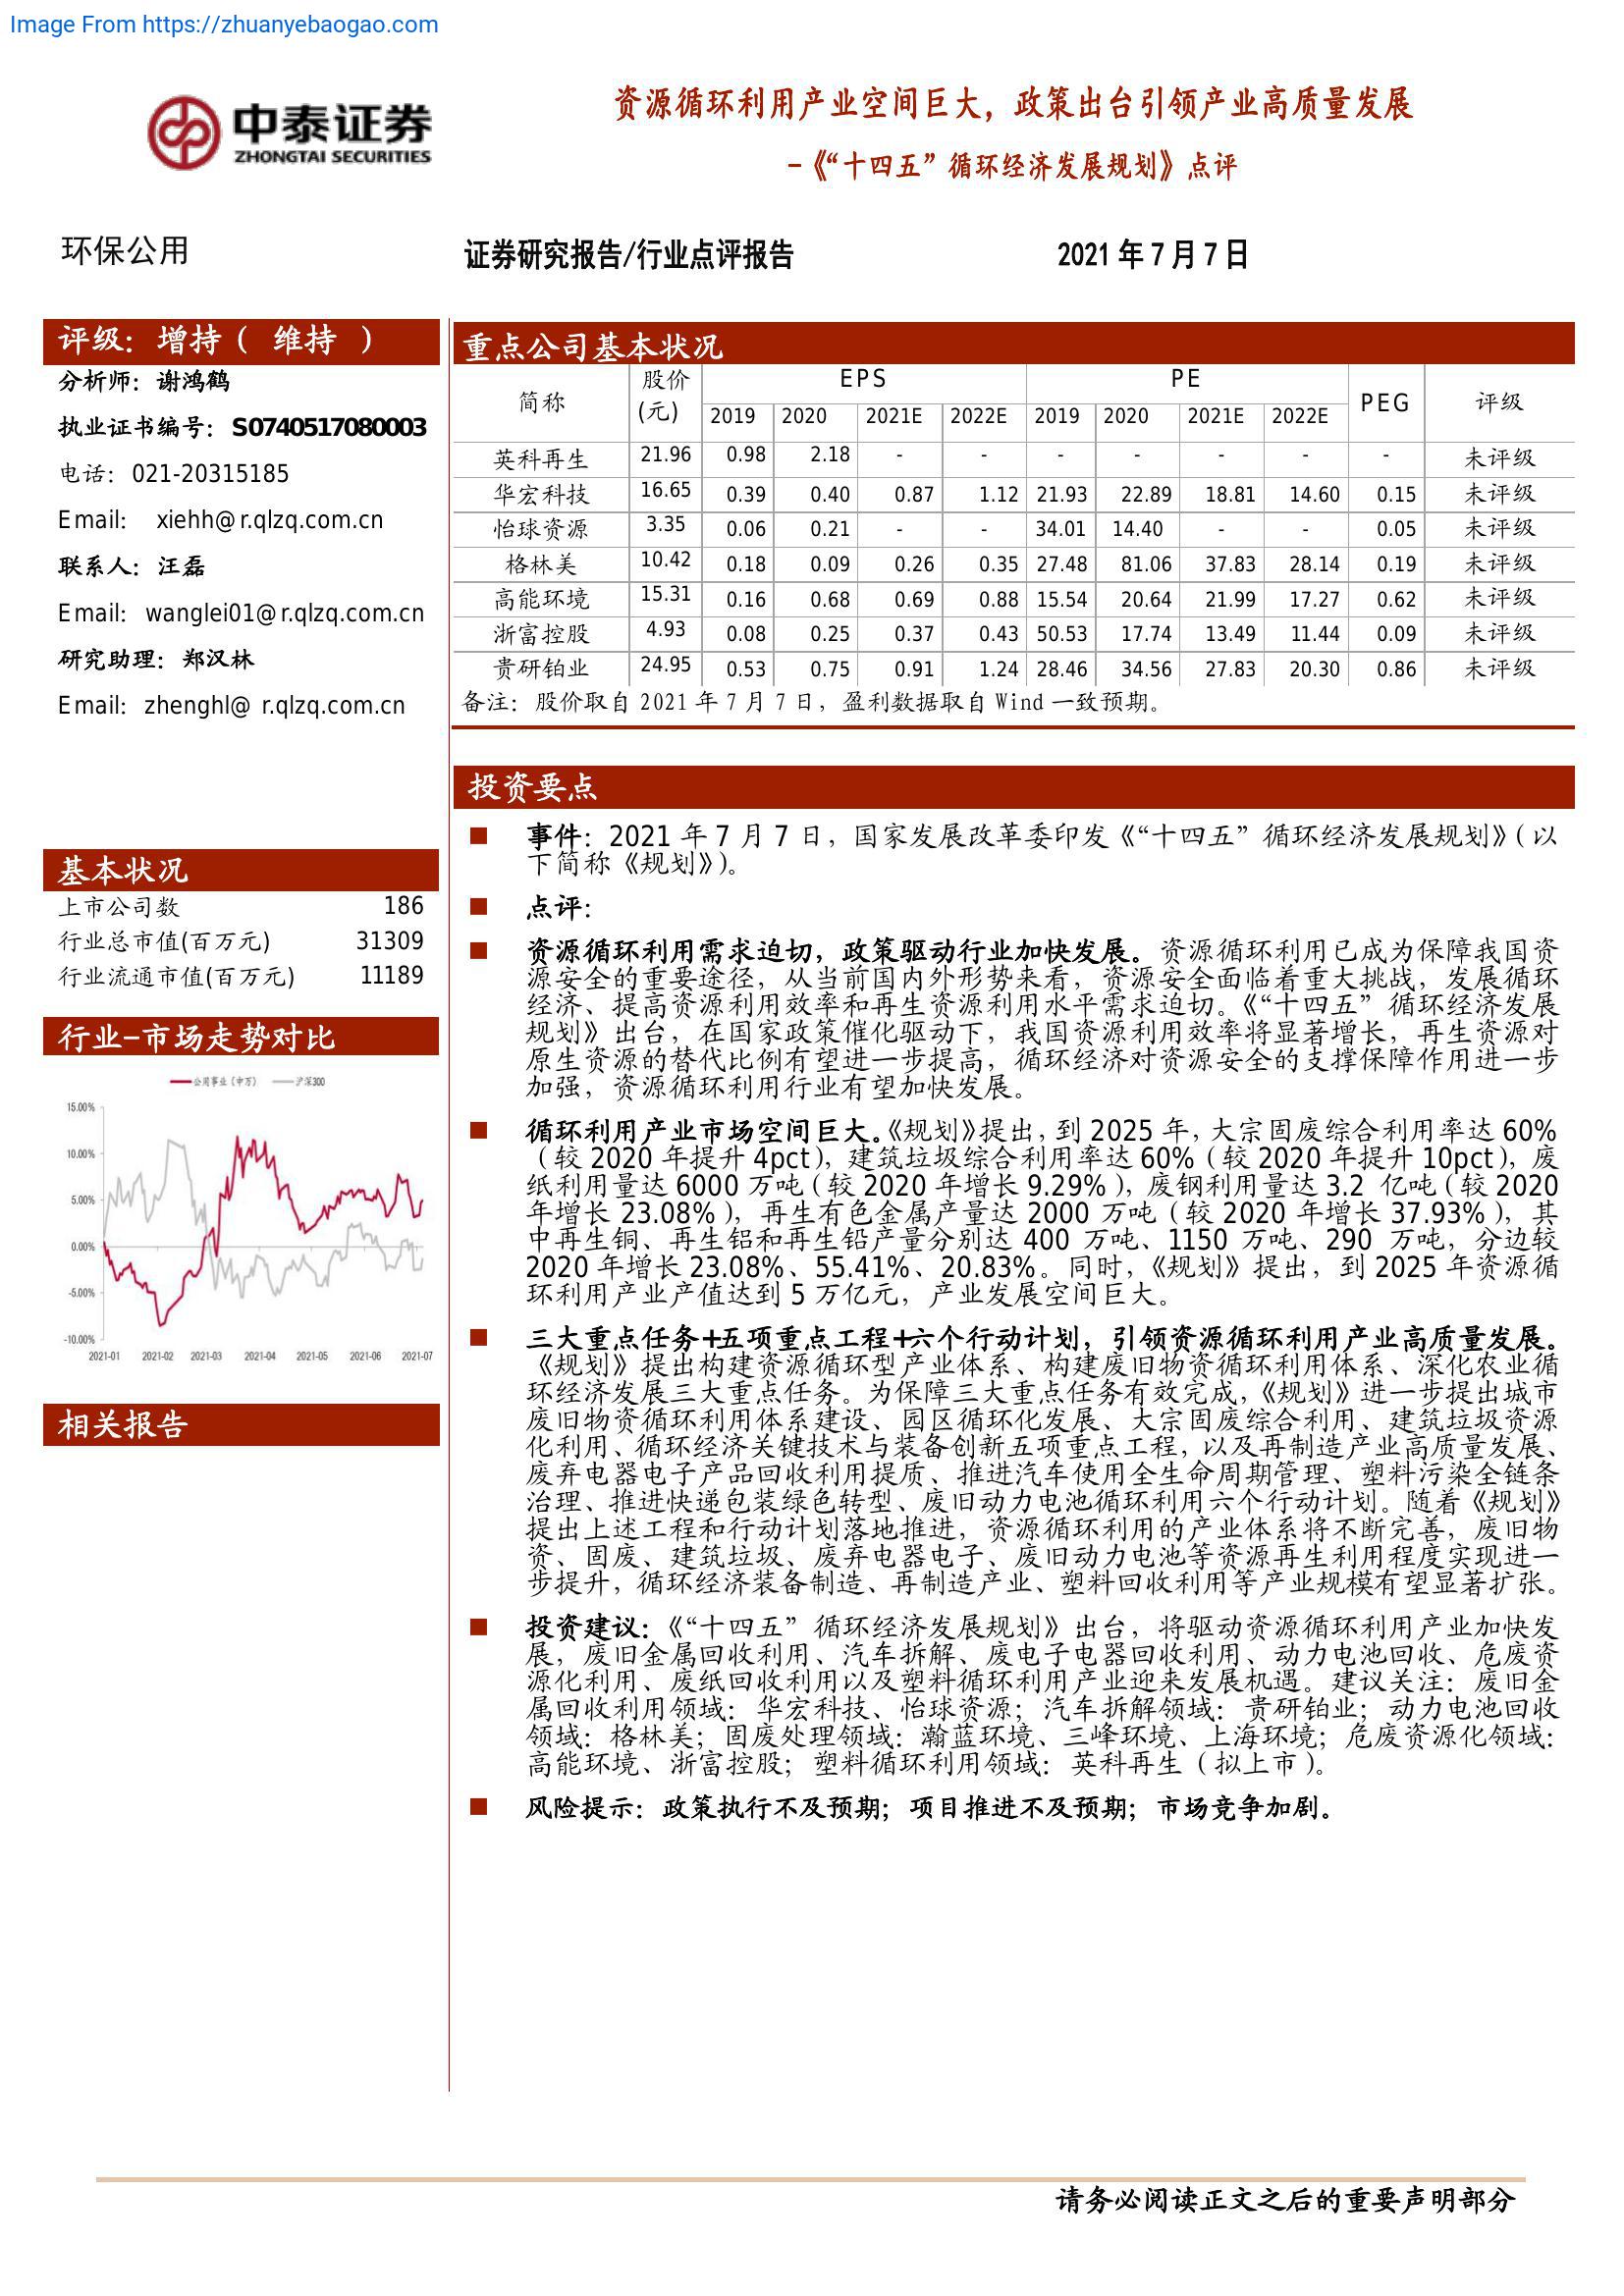 Image From https://zhuanyebaogao.com
中泰证券
ZHONGTAI SECURITIES
资源循环利用产业空间巨大，政策出台引领产业高质量发展
-《“十四五”循环经济发展规划》点评
环保公用
证券研究报告/行业点评报告
2021 年 7 月 7 日
评级：增持（ 维持 ）
分析师：谢鸿鹤
执业证书编号：S0740517080003
电话：021-20315185
Email： xiehh@r.qlzq.com.cn
联系人：汪磊
Email： wanglei01@r.qlzq.com.cn
研究助理：郑汉林
Email： zhenghl@ r.qlzq.com.cn
基本状况
上市公司数 186
行业总市值(百万元) 31309
行业流通市值(百万元) 11189
行业-市场走势对比
公用事业（申万） 沪深300
15.00%
10.00%
5.00%
0.00%
-5.00%
-10.00%
2021-01 2021-02 2021-03 2021-04 2021-05 2021-06 2021-07
相关报告
重点公司基本状况
简称 股价(元) EPS PE PEG 评级
2019 2020 2021E 2022E 2019 2020 2021E 2022E
英科再生 21.96 0.98 2.18 - - - - - - - 未评级
华宏科技 16.65 0.39 0.40 0.87 1.12 21.93 22.89 18.81 14.60 0.15 未评级
怡球资源 3.35 0.06 0.21 - - 34.01 14.40 - - 0.05 未评级
格林美 10.42 0.18 0.09 0.26 0.35 27.48 81.06 37.83 28.14 0.19 未评级
高能环境 15.31 0.16 0.68 0.69 0.88 15.54 20.64 21.99 17.27 0.62 未评级
浙富控股 4.93 0.08 0.25 0.37 0.43 50.53 17.74 13.49 11.44 0.09 未评级
贵研铂业 24.95 0.53 0.75 0.91 1.24 28.46 34.56 27.83 20.30 0.86 未评级
备注：股价取自 2021 年 7 月 7 日，盈利数据取自 Wind 一致预期。
投资要点
事件：2021 年 7 月 7 日，国家发展改革委印发《“十四五”循环经济发展规划》（以
下简称《规划》）。
点评：
资源循环利用需求迫切，政策驱动行业加快发展。资源循环利用已成为保障我国资
源安全的重要途径，从当前国内外形势来看，资源安全面临着重大挑战，发展循环
经济、提高资源利用效率和再生资源利用水平需求迫切。《“十四五”循环经济发展
规划》出台，在国家政策催化驱动下，我国资源利用效率将显著增长，再生资源对
原生资源的替代比例有望进一步提高，循环经济对资源安全的支撑保障作用进一步
加强，资源循环利用行业有望加快发展。
循环利用产业市场空间巨大。《规划》提出，到 2025 年，大宗固废综合利用率达 60%
（较 2020 年提升 4pct），建筑垃圾综合利用率达 60%（较 2020 年提升 10pct），废
纸利用量达 6000 万吨（较 2020 年增长 9.29%），废钢利用量达 3.2 亿吨（较 2020
年增长 23.08%），再生有色金属产量达 2000 万吨（较 2020 年增长 37.93%），其
中再生铜、再生铝和再生铅产量分别达 400 万吨、1150 万吨、290 万吨，分边较
2020 年增长 23.08%、55.41%、20.83%。同时，《规划》提出，到 2025 年资源循
环利用产业产值达到 5 万亿元，产业发展空间巨大。
三大重点任务+五项重点工程+六个行动计划，引领资源循环利用产业高质量发展。
《规划》提出构建资源循环型产业体系、构建废旧物资循环利用体系、深化农业循
环经济发展三大重点任务。为保障三大重点任务有效完成，《规划》进一步提出城市
废旧物资循环利用体系建设、园区循环化发展、大宗固废综合利用、建筑垃圾资源
化利用、循环经济关键技术与装备创新五项重点工程，以及再制造产业高质量发展、
废弃电器电子产品回收利用提质、推进汽车使用全生命周期管理、塑料污染全链条
治理、推进快递包装绿色转型、废旧动力电池循环利用六个行动计划。随着《规划》
提出上述工程和行动计划落地推进，资源循环利用的产业体系将不断完善，废旧物
资、固废、建筑垃圾、废弃电器电子、废旧动力电池等资源再生利用程度实现进一
步提升，循环经济装备制造、再制造产业、塑料回收利用等产业规模有望显著扩张。
投资建议：《“十四五”循环经济发展规划》出台，将驱动资源循环利用产业加快发
展，废旧金属回收利用、汽车拆解、废电子电器回收利用、动力电池回收、危废资
源化利用、废纸回收利用以及塑料循环利用产业迎来发展机遇。建议关注：废旧金
属回收利用领域：华宏科技、怡球资源；汽车拆解领域：贵研铂业；动力电池回收
领域：格林美；固废处理领域：瀚蓝环境、三峰环境、上海环境；危废资源化领域：
高能环境、浙富控股；塑料循环利用领域：英科再生（拟上市）。
风险提示：政策执行不及预期；项目推进不及预期；市场竞争加剧。
请务必阅读正文之后的重要声明部分